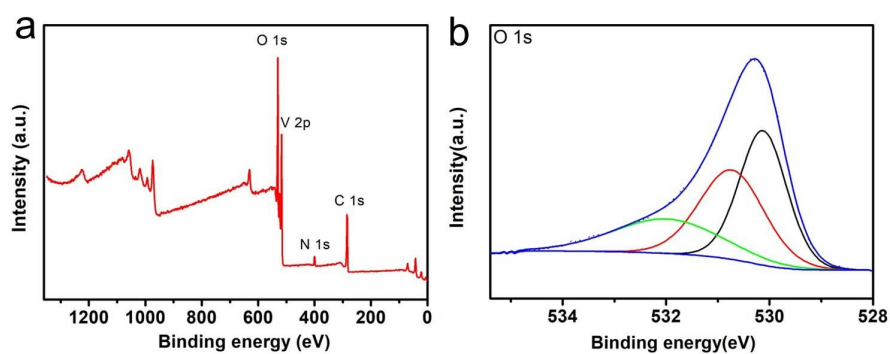 a
O 1s
V 2p
C 1s
N 1s
Intensity (a.u.)
1200 1000 800 600 400 200 0
Binding energy (eV)
b
O 1s
Intensity(a.u.)
534 532 530 528
Binding energy(eV)